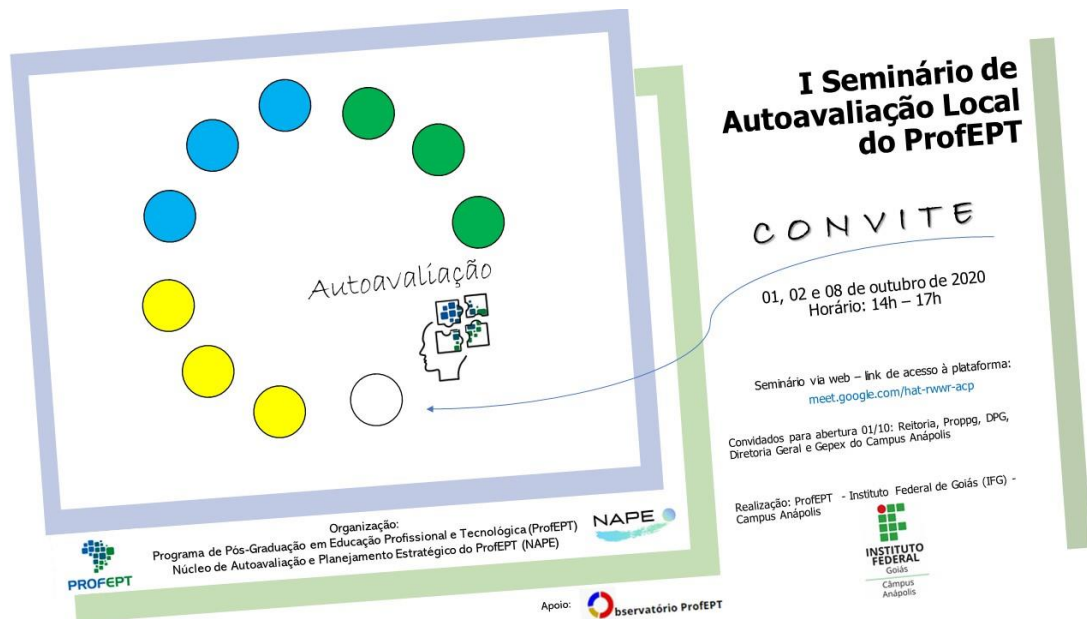 I Seminário de
Autoavaliação Local
do ProfEPT
CONVITE
01, 02 e 08 de outubro de 2020
Horário: 14h – 17h
Seminário via web – link de acesso à plataforma:
meet.google.com/hat-rwwr-acp
Convidados para abertura 01/10: Reitoria, Proppg, DPG,
Diretoria Geral e Gepex do Campus Anápolis
Realização: ProfEPT - Instituto Federal de Goiás (IFG) -
Campus Anápolis
INSTITUTO
FEDERAL
Goiás
Câmpus
Anápolis
Autoavaliação
Organização:
Programa de Pós-Graduação em Educação Profissional e Tecnológica (ProfEPT)
Núcleo de Autoavaliação e Planejamento Estratégico do ProfEPT (NAPE)
PROFEPT
NAPE
Apoio:
Observatório ProfEPT